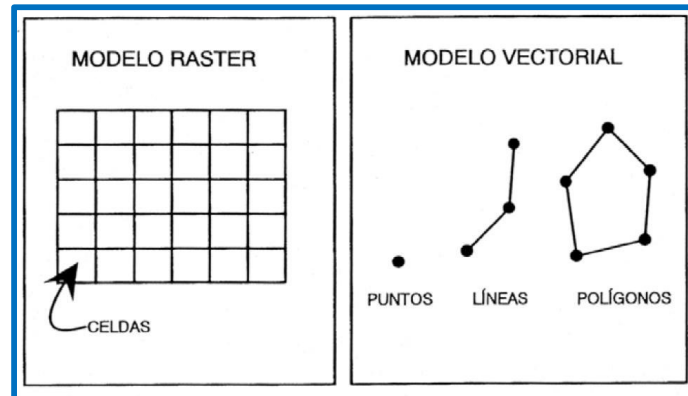 MODELO RASTER
CELDAS
MODELO VECTORIAL
PUNTOS
LÍNEAS
POLÍGONOS